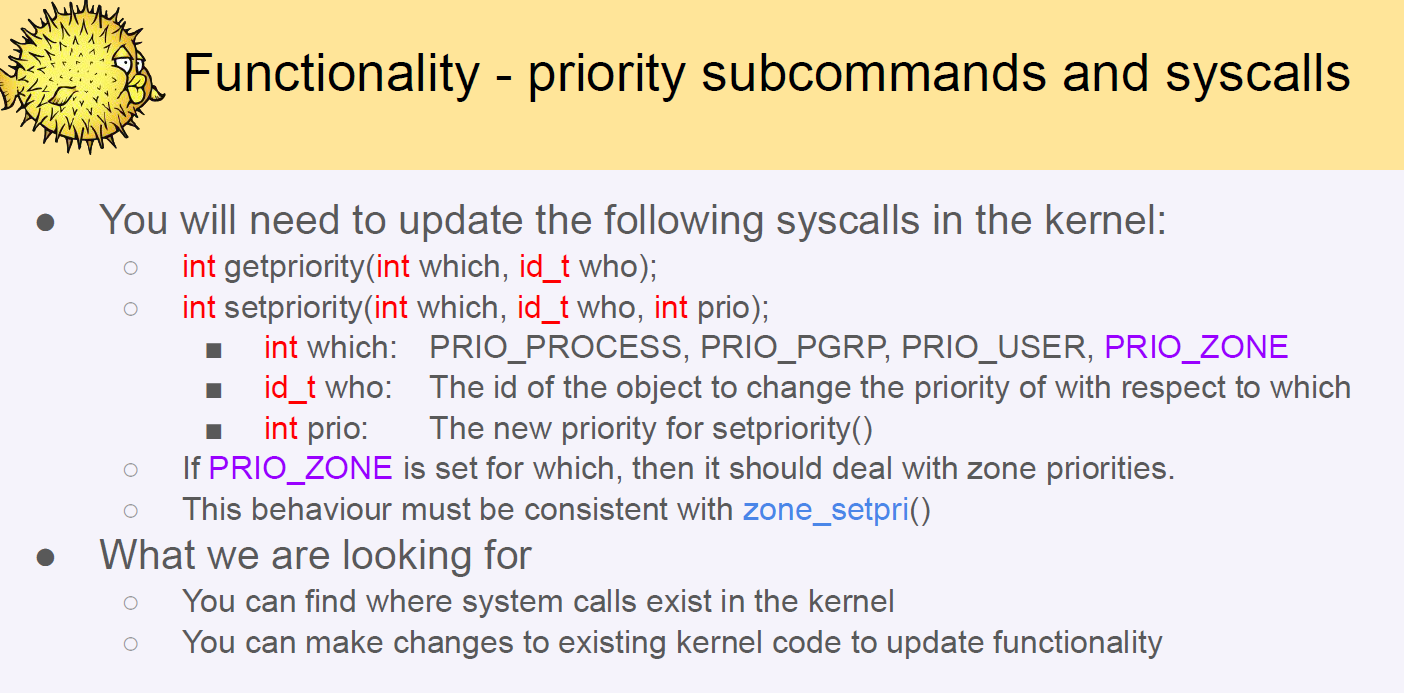 Functionality - priority subcommands and syscalls
● You will need to update the following syscalls in the kernel:
○ int getpriority(int which, id_t who);
○ int setpriority(int which, id_t who, int prio);
■ int which: PRIO_PROCESS, PRIO_PGRP, PRIO_USER, PRIO_ZONE
■ id_t who: The id of the object to change the priority of with respect to which
■ int prio: The new priority for setpriority()
○ If PRIO_ZONE is set for which, then it should deal with zone priorities.
○ This behaviour must be consistent with zone_setpri()
● What we are looking for
○ You can find where system calls exist in the kernel
○ You can make changes to existing kernel code to update functionality